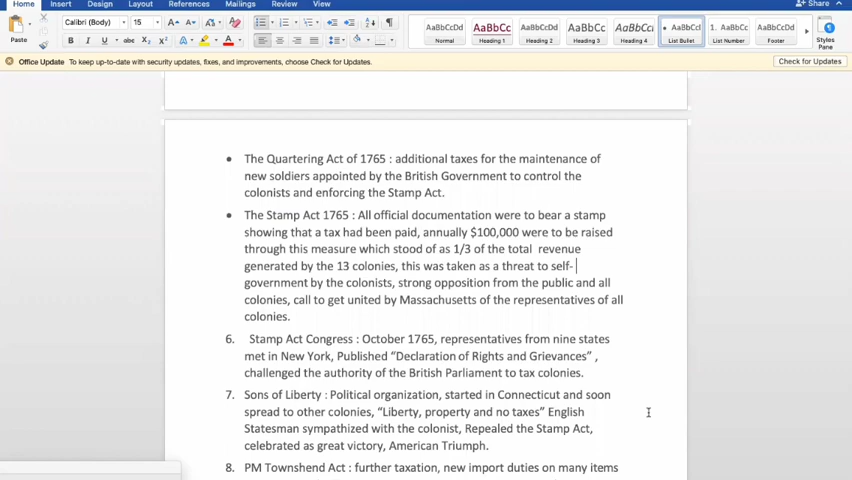 Home Insert Design Layout References Mailings Review View Share
Calibri (Body) 15
Paste
B I U abc X₂ X²
AaBbCcDd AaBbCc AaBbCcDd AaBbCcD AaBbCcD AaBbCcI 1. AaBbCc AaBbCcDd
Normal Heading 1 Heading 2 Heading 3 Heading 4 List Bullet List Number Footer Styles Pane
Office Update To keep up-to-date with security updates, fixes, and improvements, choose Check for Updates. Check for Updates
• The Quartering Act of 1765 : additional taxes for the maintenance of
new soldiers appointed by the British Government to control the
colonists and enforcing the Stamp Act.
• The Stamp Act 1765 : All official documentation were to bear a stamp
showing that a tax had been paid, annually $100,000 were to be raised
through this measure which stood of as 1/3 of the total revenue
generated by the 13 colonies, this was taken as a threat to self-
government by the colonists, strong opposition from the public and all
colonies, call to get united by Massachusetts of the representatives of all
colonies.
6. Stamp Act Congress : October 1765, representatives from nine states
met in New York, Published “Declaration of Rights and Grievances” ,
challenged the authority of the British Parliament to tax colonies.
7. Sons of Liberty : Political organization, started in Connecticut and soon
spread to other colonies, “Liberty, property and no taxes” English
Statesman sympathized with the colonist, Repealed the Stamp Act,
celebrated as great victory, American Triumph.
8. PM Townshend Act : further taxation, new import duties on many items